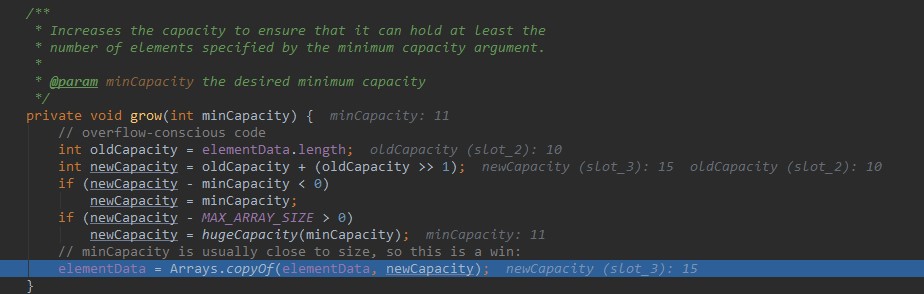 /**
 * Increases the capacity to ensure that it can hold at least the
 * number of elements specified by the minimum capacity argument.
 *
 * @param minCapacity the desired minimum capacity
 */
private void grow(int minCapacity) {  minCapacity: 11
    // overflow-conscious code
    int oldCapacity = elementData.length;  oldCapacity (slot_2): 10
    int newCapacity = oldCapacity + (oldCapacity >> 1);  newCapacity (slot_3): 15  oldCapacity (slot_2): 10
    if (newCapacity - minCapacity < 0)
        newCapacity = minCapacity;
    if (newCapacity - MAX_ARRAY_SIZE > 0)
        newCapacity = hugeCapacity(minCapacity);  minCapacity: 11
    // minCapacity is usually close to size, so this is a win:
    elementData = Arrays.copyOf(elementData, newCapacity);  newCapacity (slot_3): 15
}